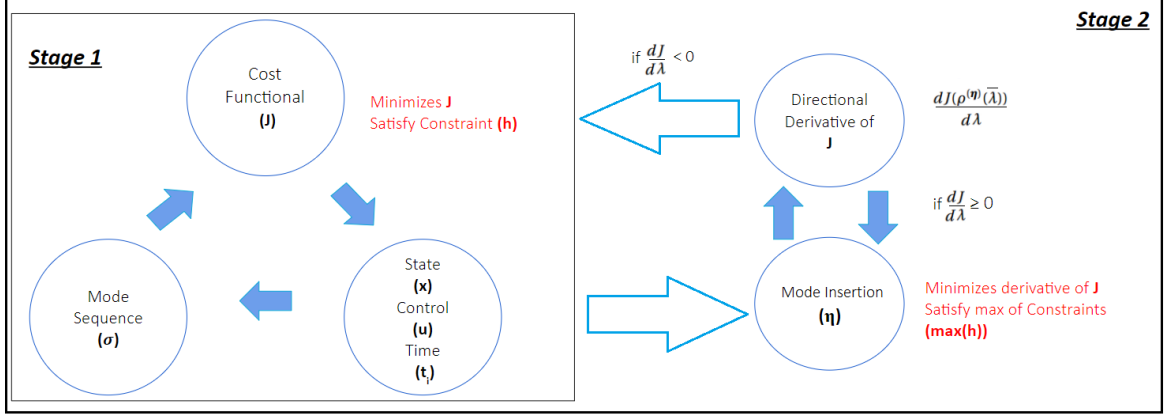 Stage 1
Cost
Functional
(J)
Minimizes J
Satisfy Constraint (h)
State
(x)
Control
(u)
Time
(tᵢ)
Mode
Sequence
(σ)
Stage 2
if dJ/dλ < 0
Directional
Derivative of
J
dJ(ρ⁽ᶯ⁾(λ̅))/dλ
if dJ/dλ ≥ 0
Mode Insertion
(η)
Minimizes derivative of J
Satisfy max of Constraints
(max(h))